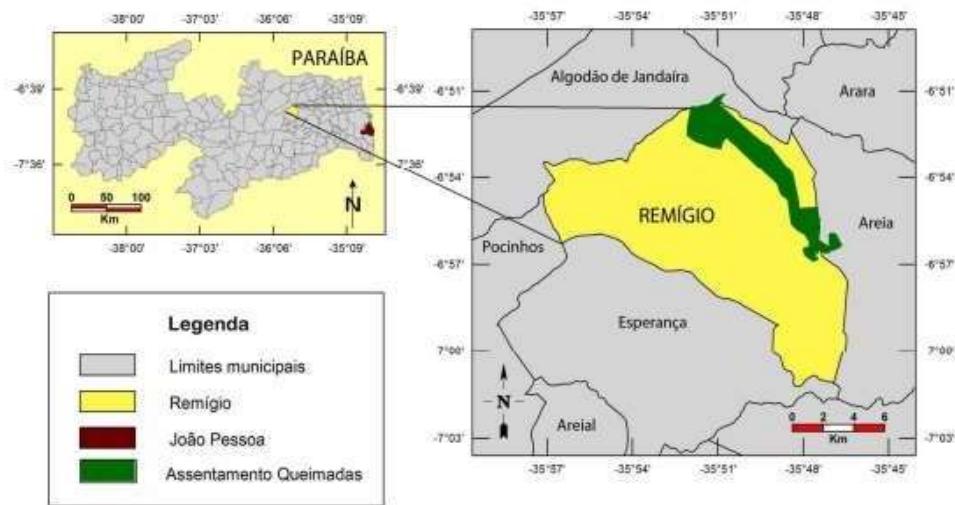 -38°00' -37°03' -36°06' -35°09'
PARAÍBA
-6°39' -6°39'
-7°36' -7°36'
0 50 100
Km
N
-38°00' -37°03' -36°06' -35°09'
Legenda
Limites municipais
Remígio
João Pessoa
Assentamento Queimadas
-35°57' -35°54' -35°51' -35°48'
Algodão de Jandaíra
Arara
-6°51' -6°51'
-6°54' -6°54'
REMÍGIO
Areia
Pocinhos
-6°57' -6°57'
Esperança
-7°00' -7°00'
N
Areial
0 2 4 6
Km
-7°03' -7°03'
-35°57' -35°54' -35°51' -35°48'